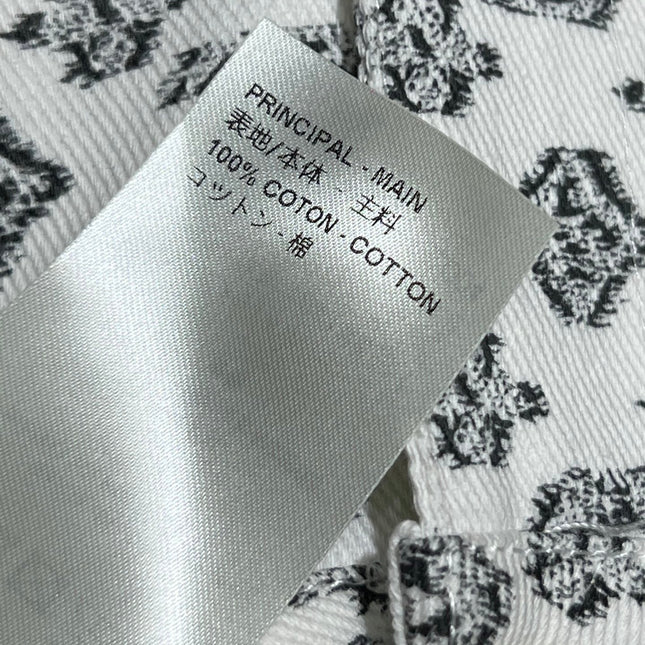 PRINCIPAL - MAIN
表地/本体 - 主料
100% COTON - COTTON
コットン - 棉